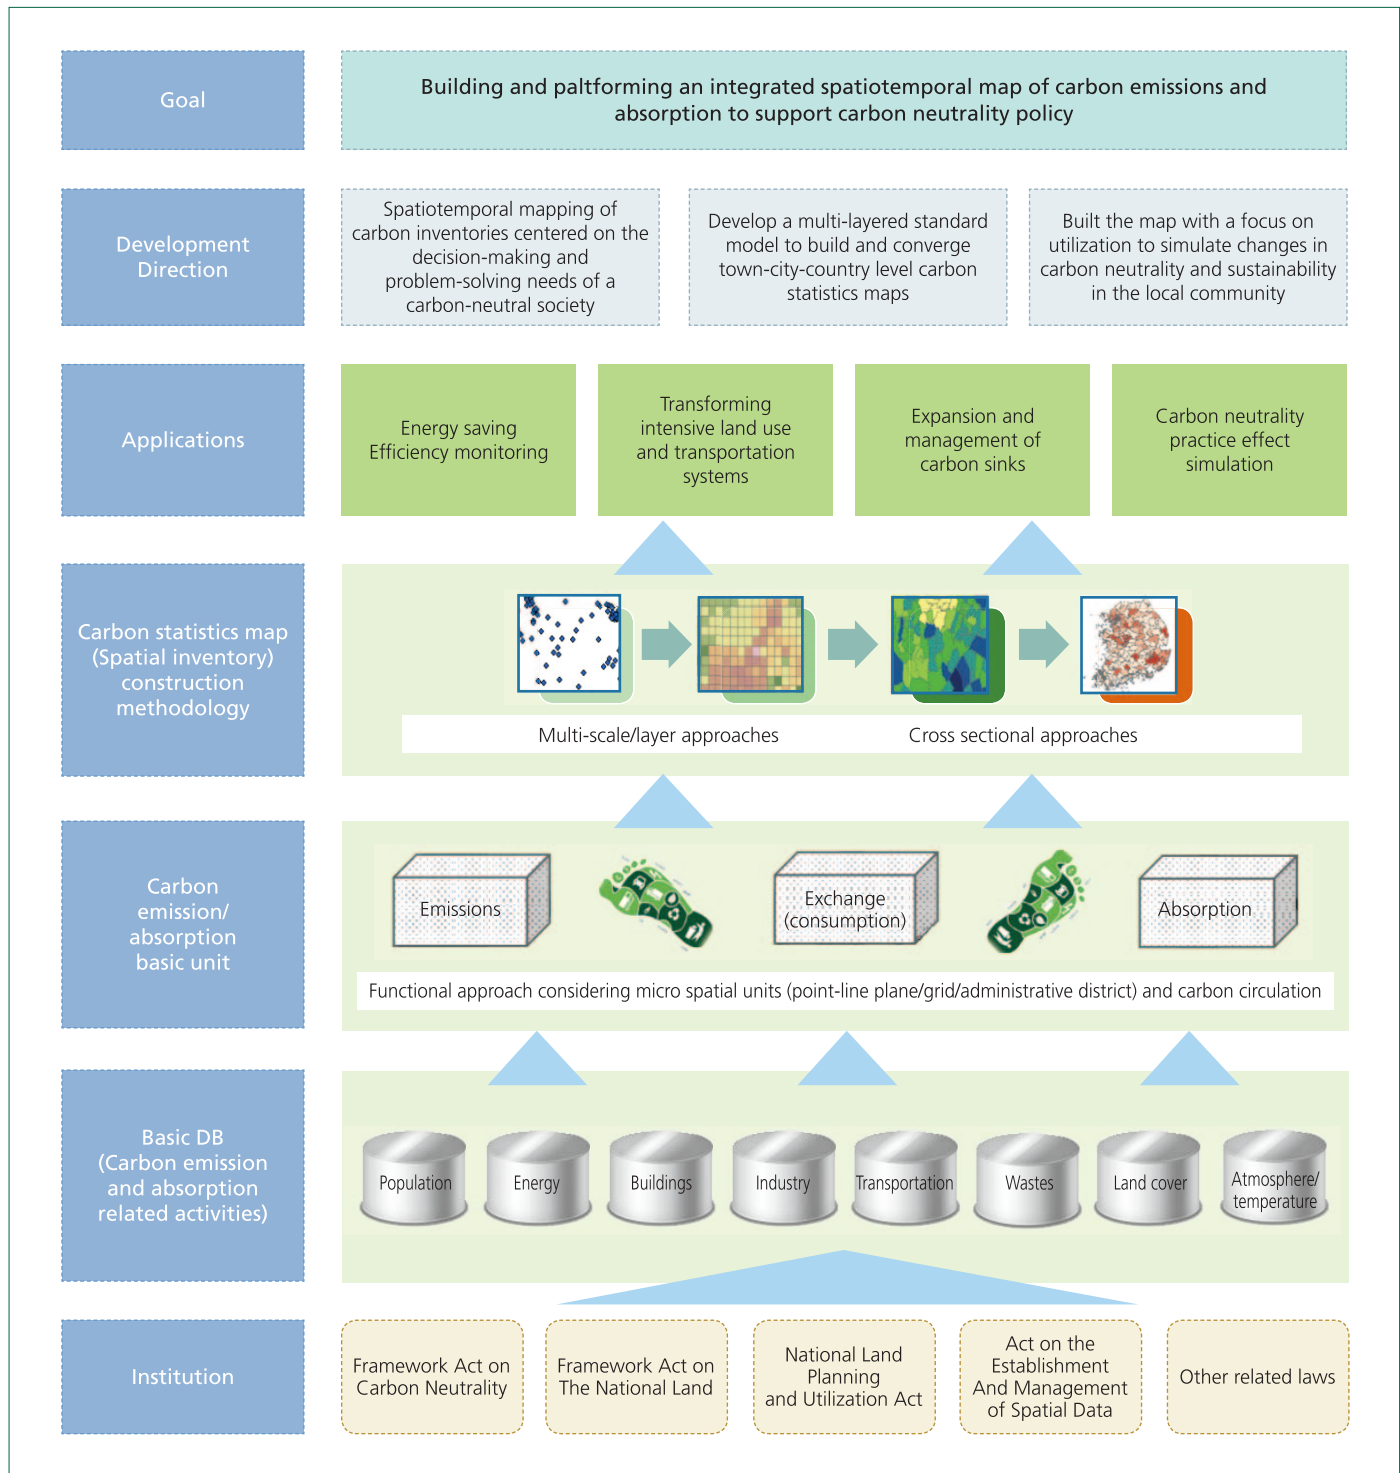 Goal
Building and paltforming an integrated spatiotemporal map of carbon emissions and
absorption to support carbon neutrality policy
Development
Direction
Spatiotemporal mapping of
carbon inventories centered on the
decision-making and
problem-solving needs of a
carbon-neutral society
Develop a multi-layered standard
model to build and converge
town-city-country level carbon
statistics maps
Built the map with a focus on
utilization to simulate changes in
carbon neutrality and sustainability
in the local community
Applications
Energy saving
Efficiency monitoring
Transforming
intensive land use
and transportation
systems
Expansion and
management of
carbon sinks
Carbon neutrality
practice effect
simulation
Carbon statistics map
(Spatial inventory)
construction
methodology
Multi-scale/layer approaches
Cross sectional approaches
Carbon
emission/
absorption
basic unit
Emissions
Exchange
(consumption)
Absorption
Functional approach considering micro spatial units (point-line plane/grid/administrative district) and carbon circulation
Basic DB
(Carbon emission
and absorption
related activities)
Population
Energy
Buildings
Industry
Transportation
Wastes
Land cover
Atmosphere/
temperature
Institution
Framework Act on
Carbon Neutrality
Framework Act on
The National Land
National Land
Planning
and Utilization Act
Act on the
Establishment
And Management
of Spatial Data
Other related laws